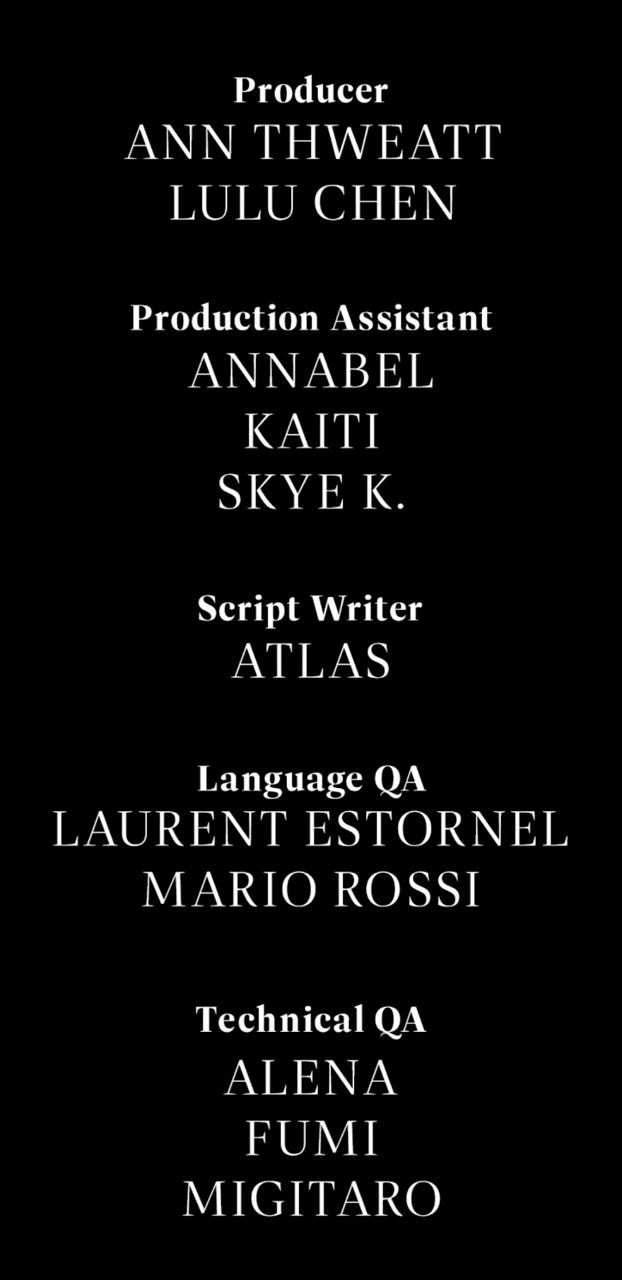 Producer
ANN THWEATT
LULU CHEN
Production Assistant
ANNABEL
KAITI
SKYE K.
Script Writer
ATLAS
Language QA
LAURENT ESTORNEL
MARIO ROSSI
Technical QA
ALENA
FUMI
MIGITARO